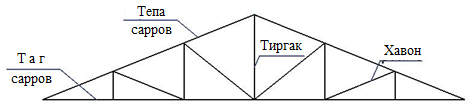 Тепа
сарров
Тиргак
Хавон
Т а г
сарров